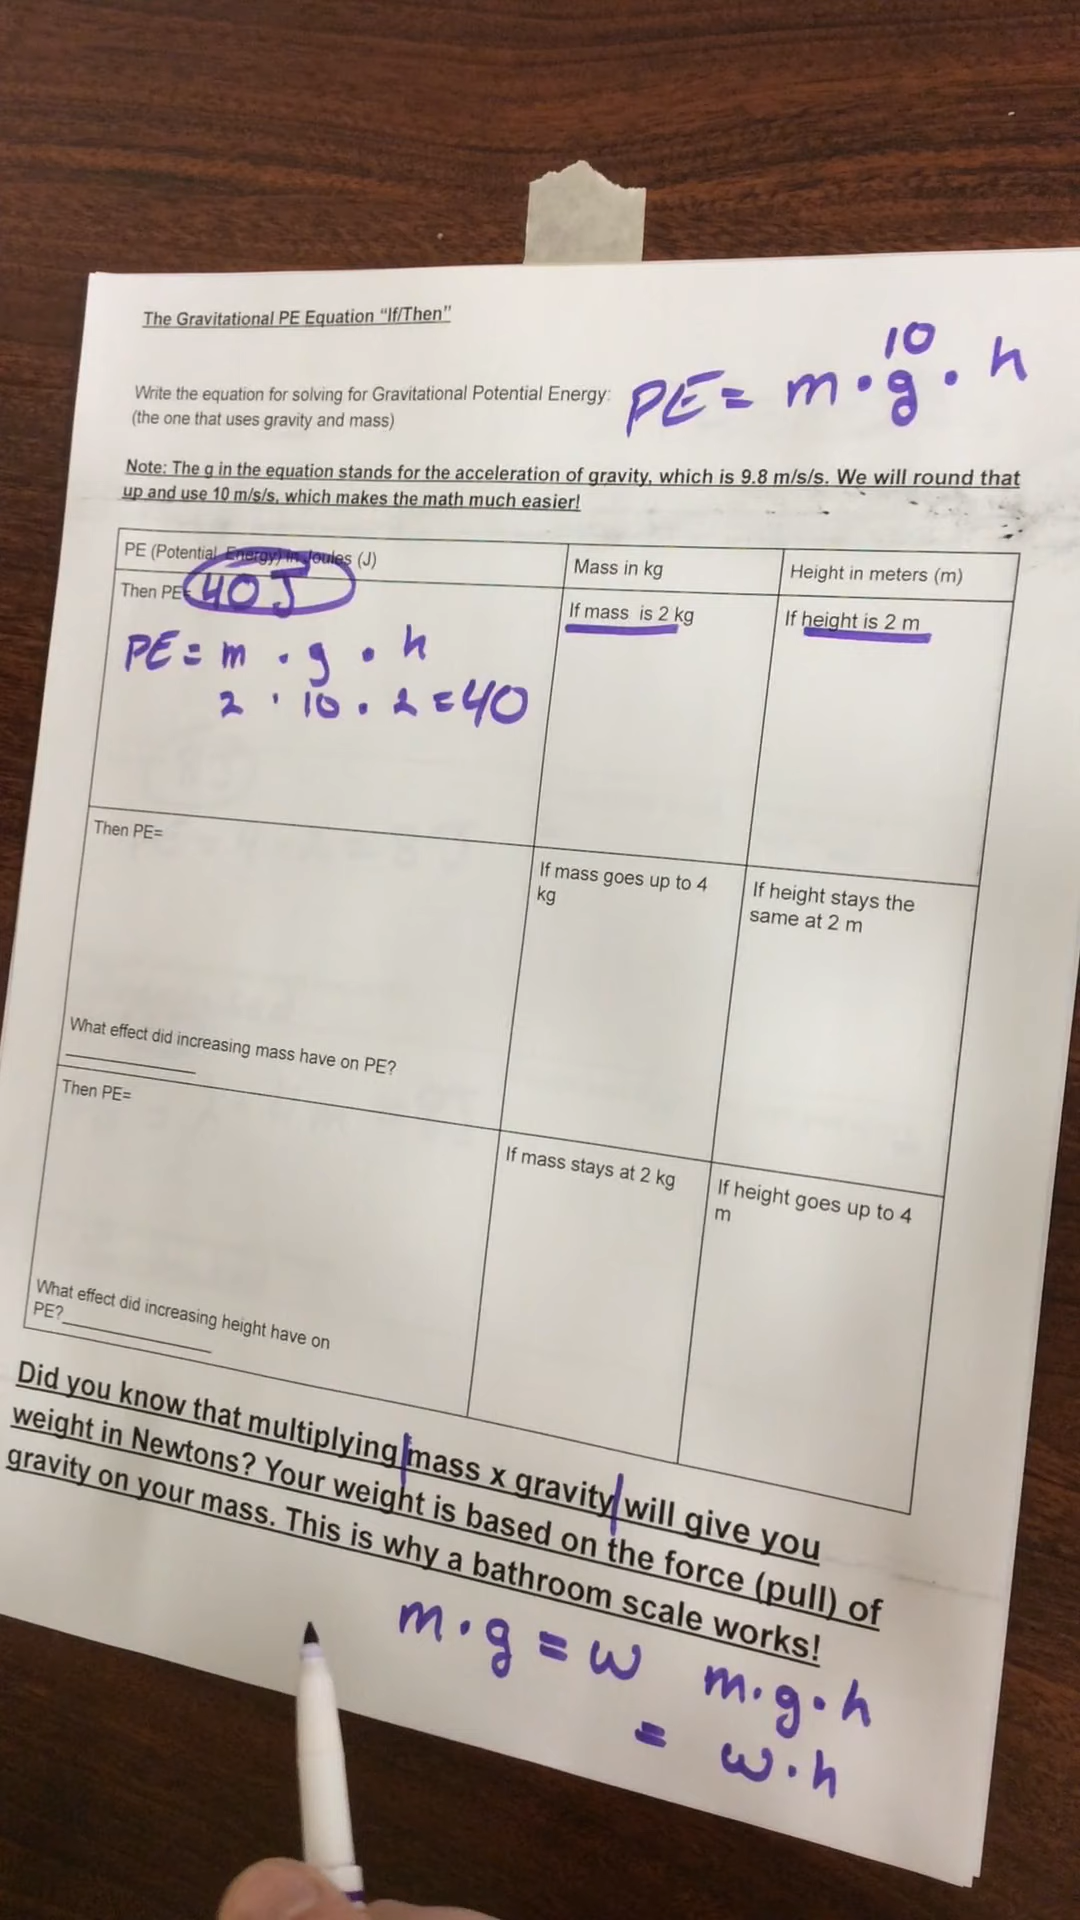 The Gravitational PE Equation “If/Then”
Write the equation for solving for Gravitational Potential Energy:
(the one that uses gravity and mass)
10
PE = m · g · h
Note: The g in the equation stands for the acceleration of gravity, which is 9.8 m/s/s. We will round that
up and use 10 m/s/s, which makes the math much easier!
PE (Potential Energy) in Joules (J)
Mass in kg
Height in meters (m)
Then PE= 40 J
If mass is 2 kg
If height is 2 m
PE = m · g · h
2 · 10 · 2 = 40
Then PE=
If mass goes up to 4
kg
If height stays the
same at 2 m
What effect did increasing mass have on PE?
Then PE=
If mass stays at 2 kg
If height goes up to 4
m
What effect did increasing height have on
PE?
Did you know that multiplying mass x gravity will give you
weight in Newtons? Your weight is based on the force (pull) of
gravity on your mass. This is why a bathroom scale works!
m · g = w
m · g · h
= w · h